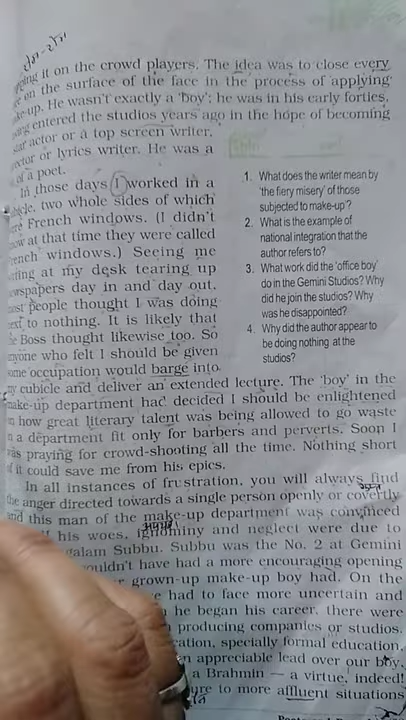 it on the crowd players. The idea was to close every
on the surface of the face in the process of applying
make-up. He wasn't exactly a 'boy'; he was in his early forties,
entered the studios years ago in the hope of becoming
star actor or a top screen writer,
director or lyrics writer. He was a
of a poet.
In those days I worked in a
cubicle, two whole sides of which
were French windows. (I didn't
know at that time they were called
French windows.) Seeing me
sitting at my desk tearing up
newspapers day in and day out,
most people thought I was doing
next to nothing. It is likely that
the Boss thought likewise too. So
anyone who felt I should be given
some occupation would barge into
my cubicle and deliver an extended lecture. The 'boy' in the
make-up department had decided I should be enlightened
on how great literary talent was being allowed to go waste
in a department fit only for barbers and perverts. Soon I
was praying for crowd-shooting all the time. Nothing short
of it could save me from his epics.
In all instances of frustration, you will always find
the anger directed towards a single person openly or covertly
and this man of the make-up department was convinced
his woes, ignominy and neglect were due to
Subbu. Subbu was the No. 2 at Gemini
couldn't have had a more encouraging opening
grown-up make-up boy had. On the
he had to face more uncertain and
he began his career, there were
producing companies or studios.
specially formal education,
an appreciable lead over our boy.
a Brahmin — a virtue, indeed!
to more affluent situations
1. What does the writer mean by
'the fiery misery' of those
subjected to make-up?
2. What is the example of
national integration that the
author refers to?
3. What work did the 'office boy'
do in the Gemini Studios? Why
did he join the studios? Why
was he disappointed?
4. Why did the author appear to
be doing nothing at the
studios?